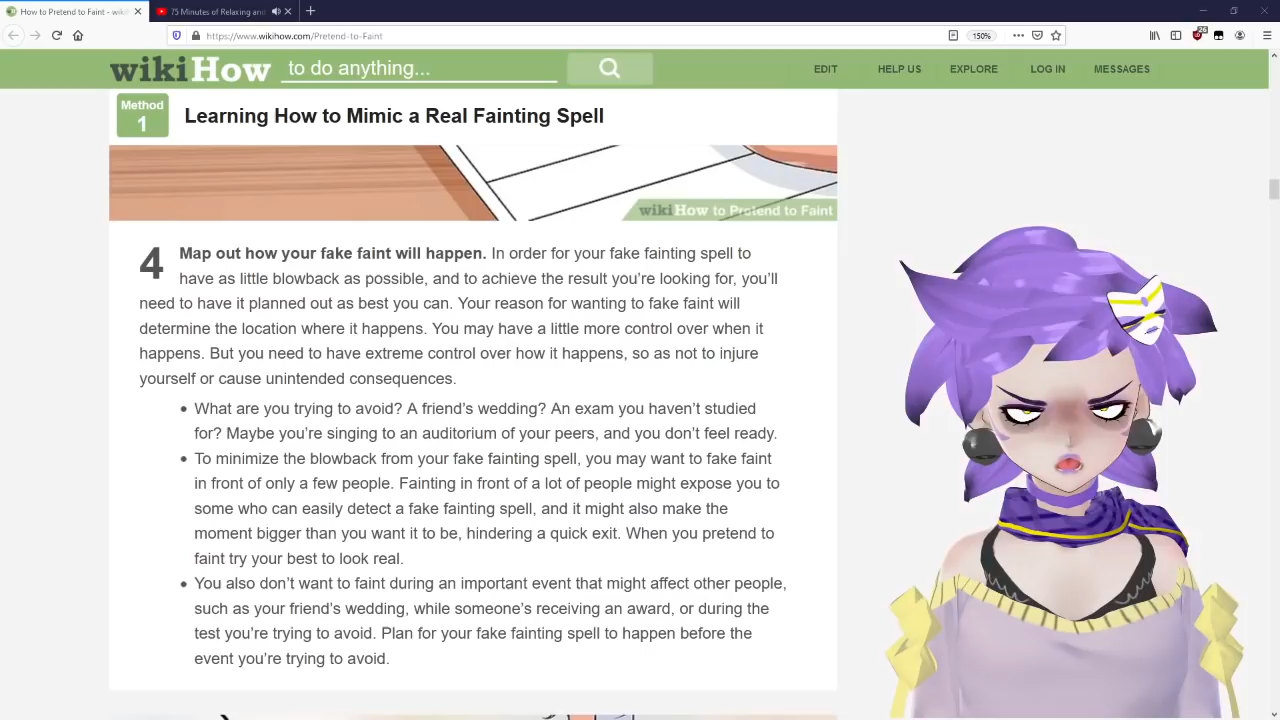 How to Pretend to Faint - wiki
75 Minutes of Relaxing and
https://www.wikihow.com/Pretend-to-Faint
150%
wikiHow to do anything...
EDIT HELP US EXPLORE LOG IN MESSAGES
Method
1
Learning How to Mimic a Real Fainting Spell
wikiHow to Pretend to Faint
4 Map out how your fake faint will happen. In order for your fake fainting spell to
have as little blowback as possible, and to achieve the result you're looking for, you'll
need to have it planned out as best you can. Your reason for wanting to fake faint will
determine the location where it happens. You may have a little more control over when it
happens. But you need to have extreme control over how it happens, so as not to injure
yourself or cause unintended consequences.
• What are you trying to avoid? A friend's wedding? An exam you haven't studied
for? Maybe you're singing to an auditorium of your peers, and you don't feel ready.
• To minimize the blowback from your fake fainting spell, you may want to fake faint
in front of only a few people. Fainting in front of a lot of people might expose you to
some who can easily detect a fake fainting spell, and it might also make the
moment bigger than you want it to be, hindering a quick exit. When you pretend to
faint try your best to look real.
• You also don't want to faint during an important event that might affect other people,
such as your friend's wedding, while someone's receiving an award, or during the
test you're trying to avoid. Plan for your fake fainting spell to happen before the
event you're trying to avoid.